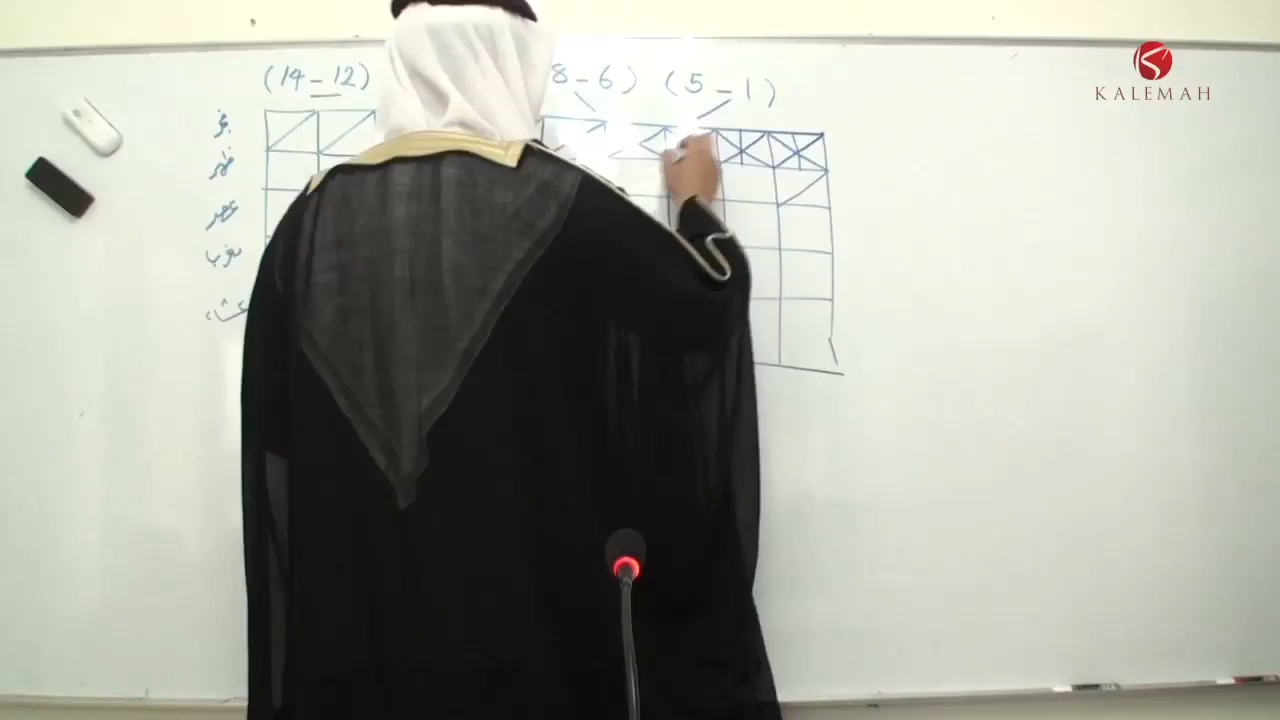 (14 – 12) 8 – 6) (5 – 1)
فجر
ظهر
عصر
مغرب
عشاء
KALEMAH